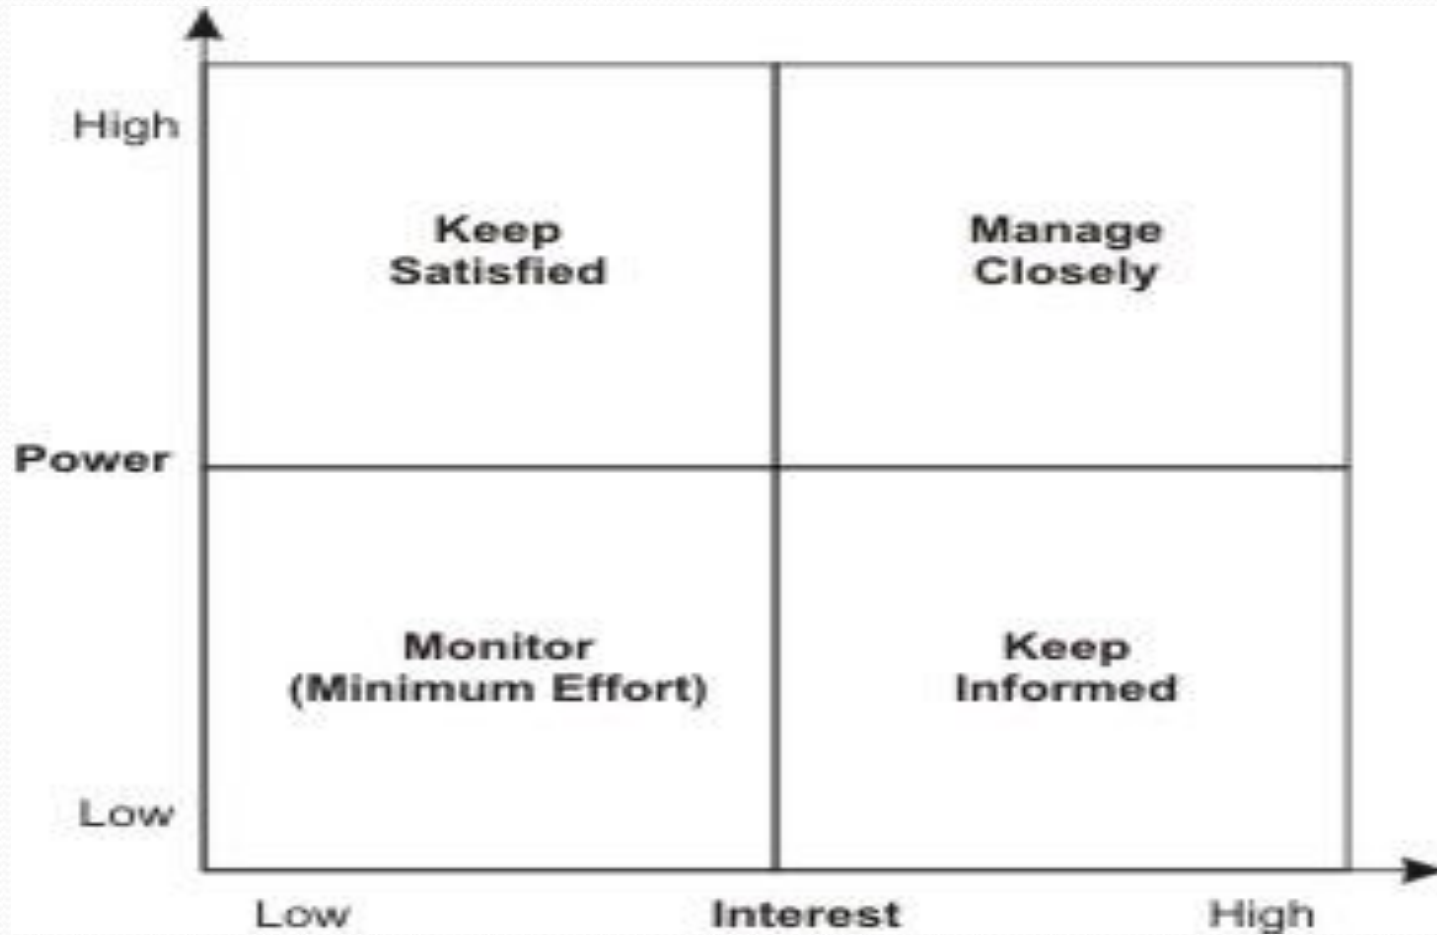 High
Keep
Satisfied
Manage
Closely
Power
Monitor
(Minimum Effort)
Keep
Informed
Low
Low
Interest
High